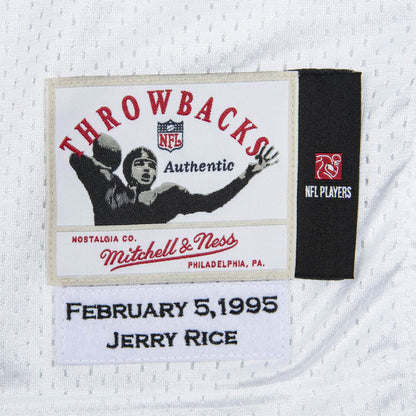 THROWBACKS
NFL
Authentic
NFL PLAYERS
NOSTALGIA CO.
Mitchell & Ness
PHILADELPHIA, PA.
FEBRUARY 5,1995
JERRY RICE